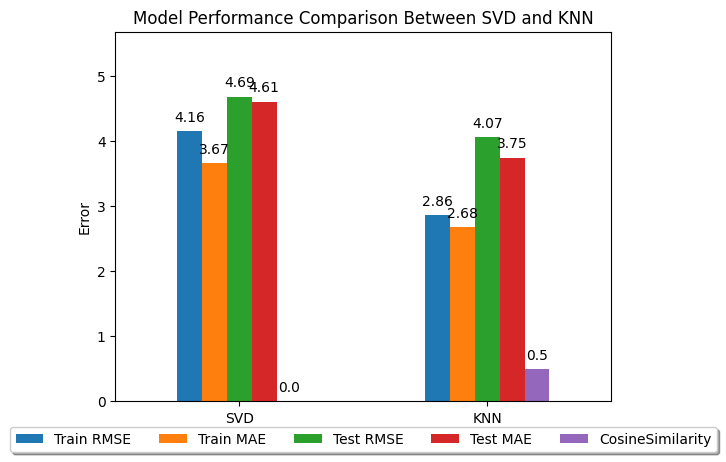 Model Performance Comparison Between SVD and KNN
Error
5
4
3
2
1
0
4.16
3.67
4.69
4.61
0.0
2.86
2.68
4.07
3.75
0.5
SVD
KNN
Train RMSE
Train MAE
Test RMSE
Test MAE
CosineSimilarity